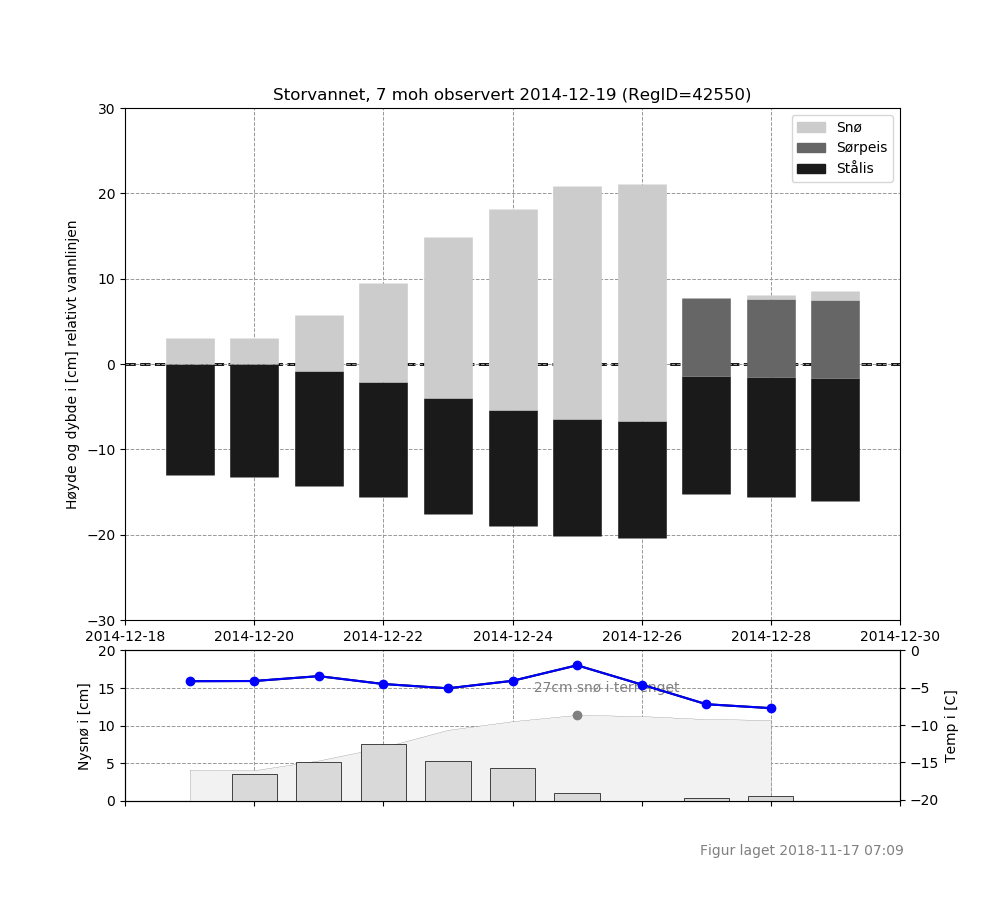 Storvannet, 7 moh observert 2014-12-19 (RegID=42550)
Høyde og dybde i [cm] relativt vannlinjen
30
20
10
0
−10
−20
−30
Snø
Sørpeis
Stålis
2014-12-18 2014-12-20 2014-12-22 2014-12-24 2014-12-26 2014-12-28 2014-12-30
Nysnø i [cm]
20
15
10
5
0
27cm snø i terrenget
0
−5
−10
−15
−20
Temp i [C]
Figur laget 2018-11-17 07:09